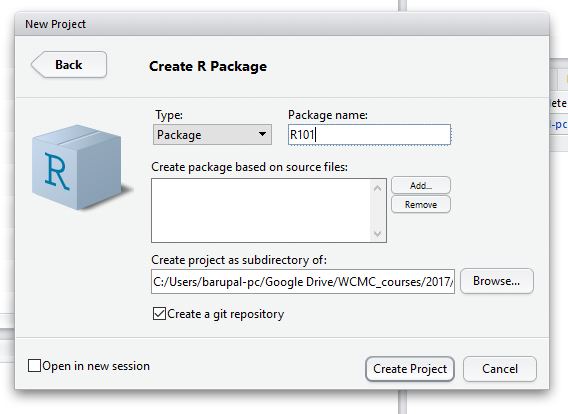 New Project
Back
Create R Package
Type:
Package name:
Package
R101
R
Create package based on source files:
Add...
Remove
Create project as subdirectory of:
C:/Users/barupal-pc/Google Drive/WCMC_courses/2017/
Browse...
Create a git repository
Open in new session
Create Project
Cancel
ete
l-pc